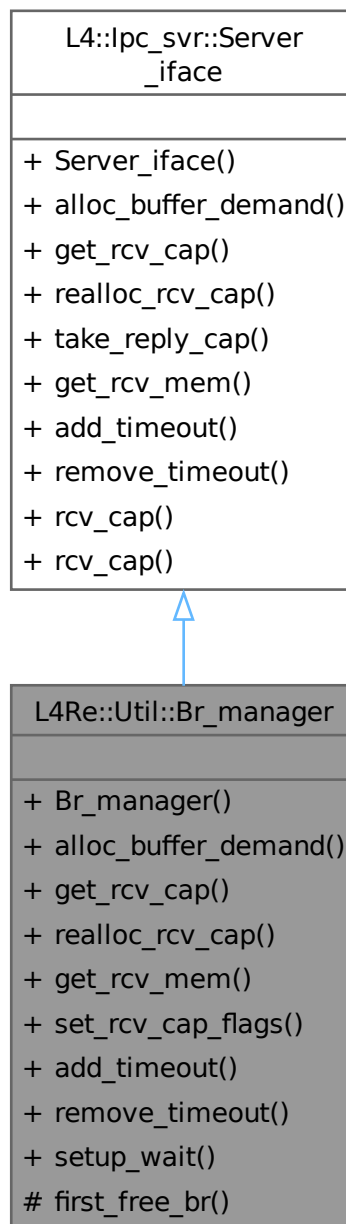 L4::Ipc_svr::Server
_iface
+ Server_iface()
+ alloc_buffer_demand()
+ get_rcv_cap()
+ realloc_rcv_cap()
+ take_reply_cap()
+ get_rcv_mem()
+ add_timeout()
+ remove_timeout()
+ rcv_cap()
+ rcv_cap()
L4Re::Util::Br_manager
+ Br_manager()
+ alloc_buffer_demand()
+ get_rcv_cap()
+ realloc_rcv_cap()
+ get_rcv_mem()
+ set_rcv_cap_flags()
+ add_timeout()
+ remove_timeout()
+ setup_wait()
# first_free_br()